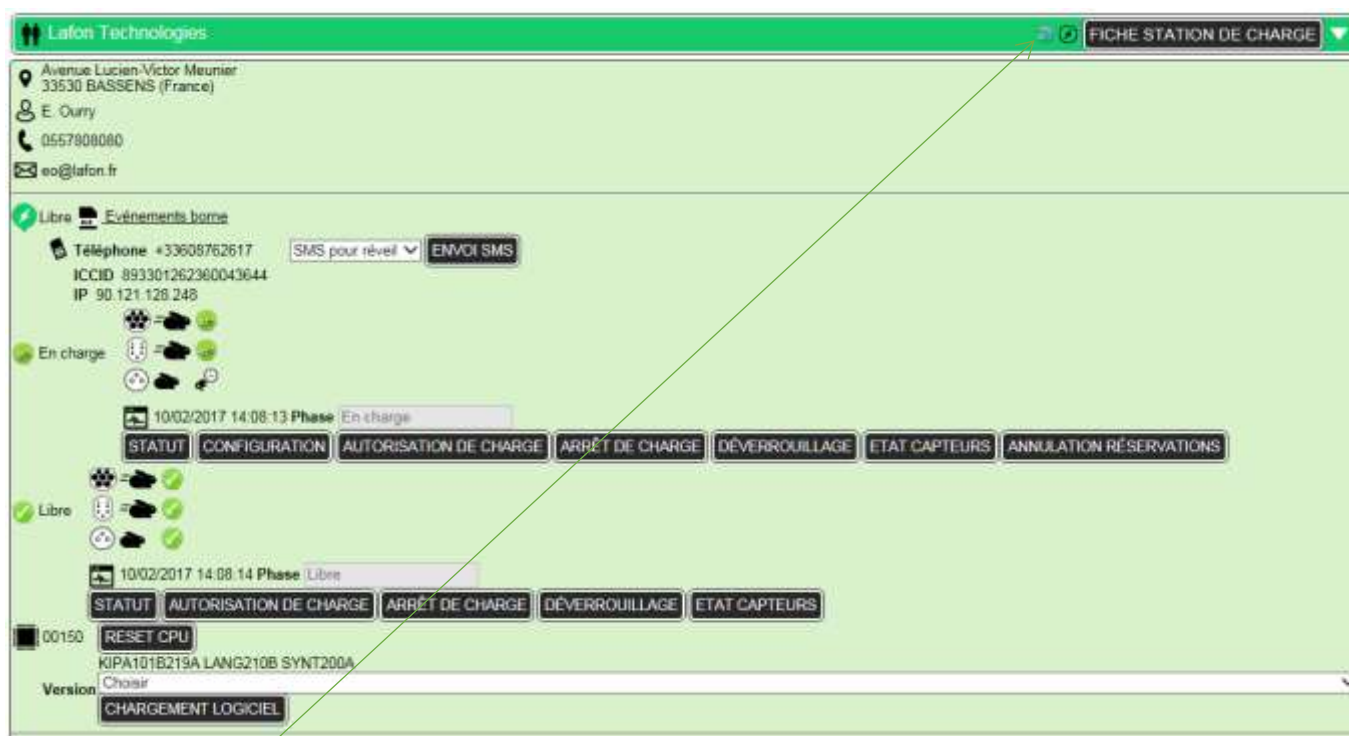 Lafon Technologies FICHE STATION DE CHARGE
Avenue Lucien-Victor Meunier
33530 BASSENS (France)
E. Ourry
0557808080
eo@lafon.fr
Libre Evénements borne
Téléphone +33608762617 SMS pour réveil ENVOI SMS
ICCID 893301262360043644
IP 90.121.128.248
En charge
10/02/2017 14:08:13 Phase En charge
STATUT CONFIGURATION AUTORISATION DE CHARGE ARRÊT DE CHARGE DÉVERROUILLAGE ETAT CAPTEURS ANNULATION RÉSERVATIONS
Libre
10/02/2017 14:08:14 Phase Libre
STATUT AUTORISATION DE CHARGE ARRÊT DE CHARGE DÉVERROUILLAGE ETAT CAPTEURS
00150 RESET CPU
KIPA101B219A LANG210B SYNT200A
Version Choisir
CHARGEMENT LOGICIEL